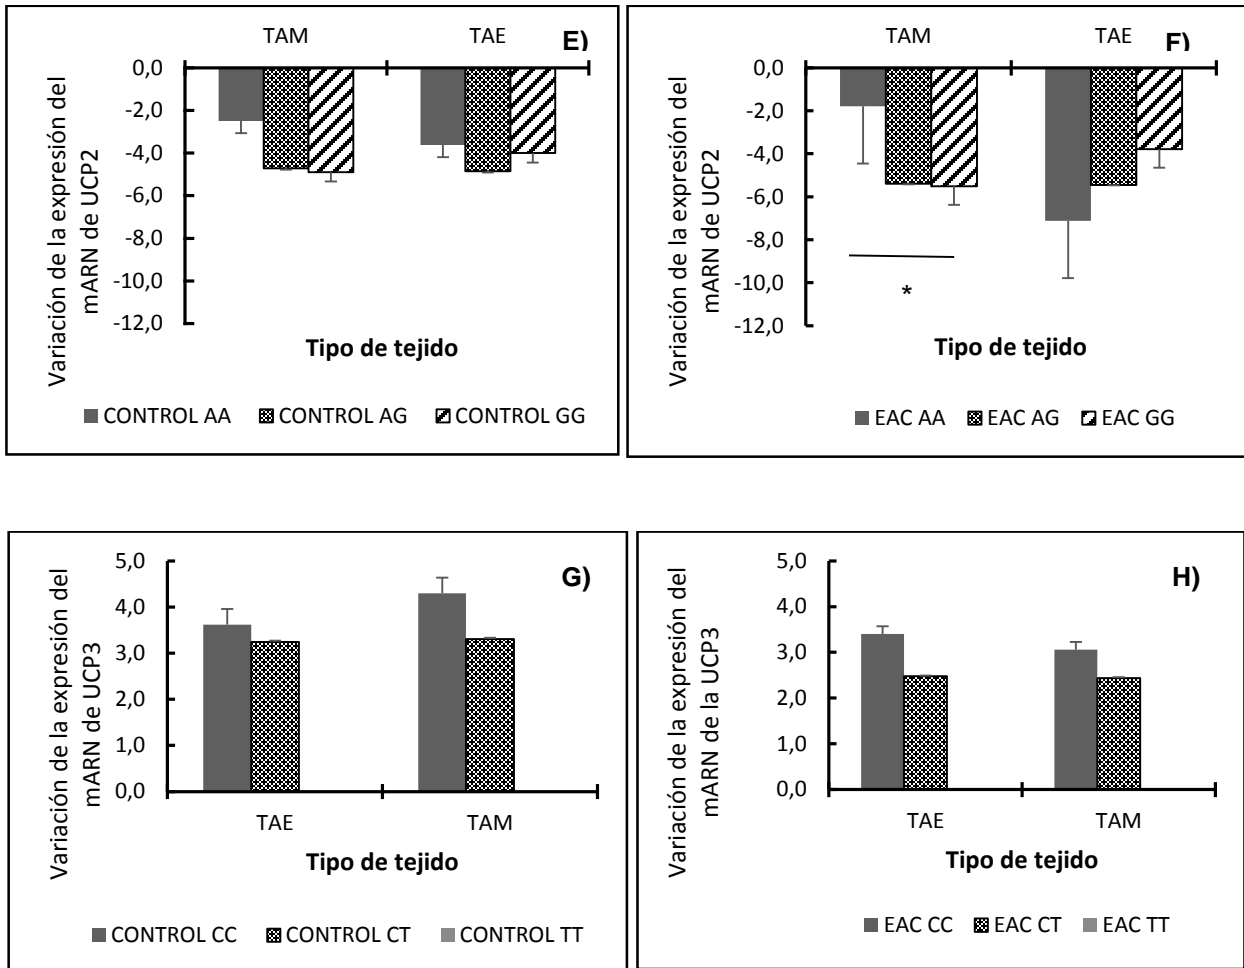 TAM TAE E)
0,0
-2,0
-4,0
-6,0
-8,0
-10,0
-12,0
Variación de la expresión del
mARN de UCP2
Tipo de tejido
CONTROL AA CONTROL AG CONTROL GG
TAM TAE F)
0,0
-2,0
-4,0
-6,0
-8,0
-10,0
-12,0
*
Variación de la expresión del
mARN de UCP2
Tipo de tejido
EAC AA EAC AG EAC GG
G)
5,0
4,0
3,0
2,0
1,0
0,0
Variación de la expresión del
mARN de UCP3
TAE TAM
Tipo de tejido
CONTROL CC CONTROL CT CONTROL TT
H)
5,0
4,0
3,0
2,0
1,0
0,0
Variación de la expresión del
mARN de la UCP3
TAE TAM
Tipo de tejido
EAC CC EAC CT EAC TT